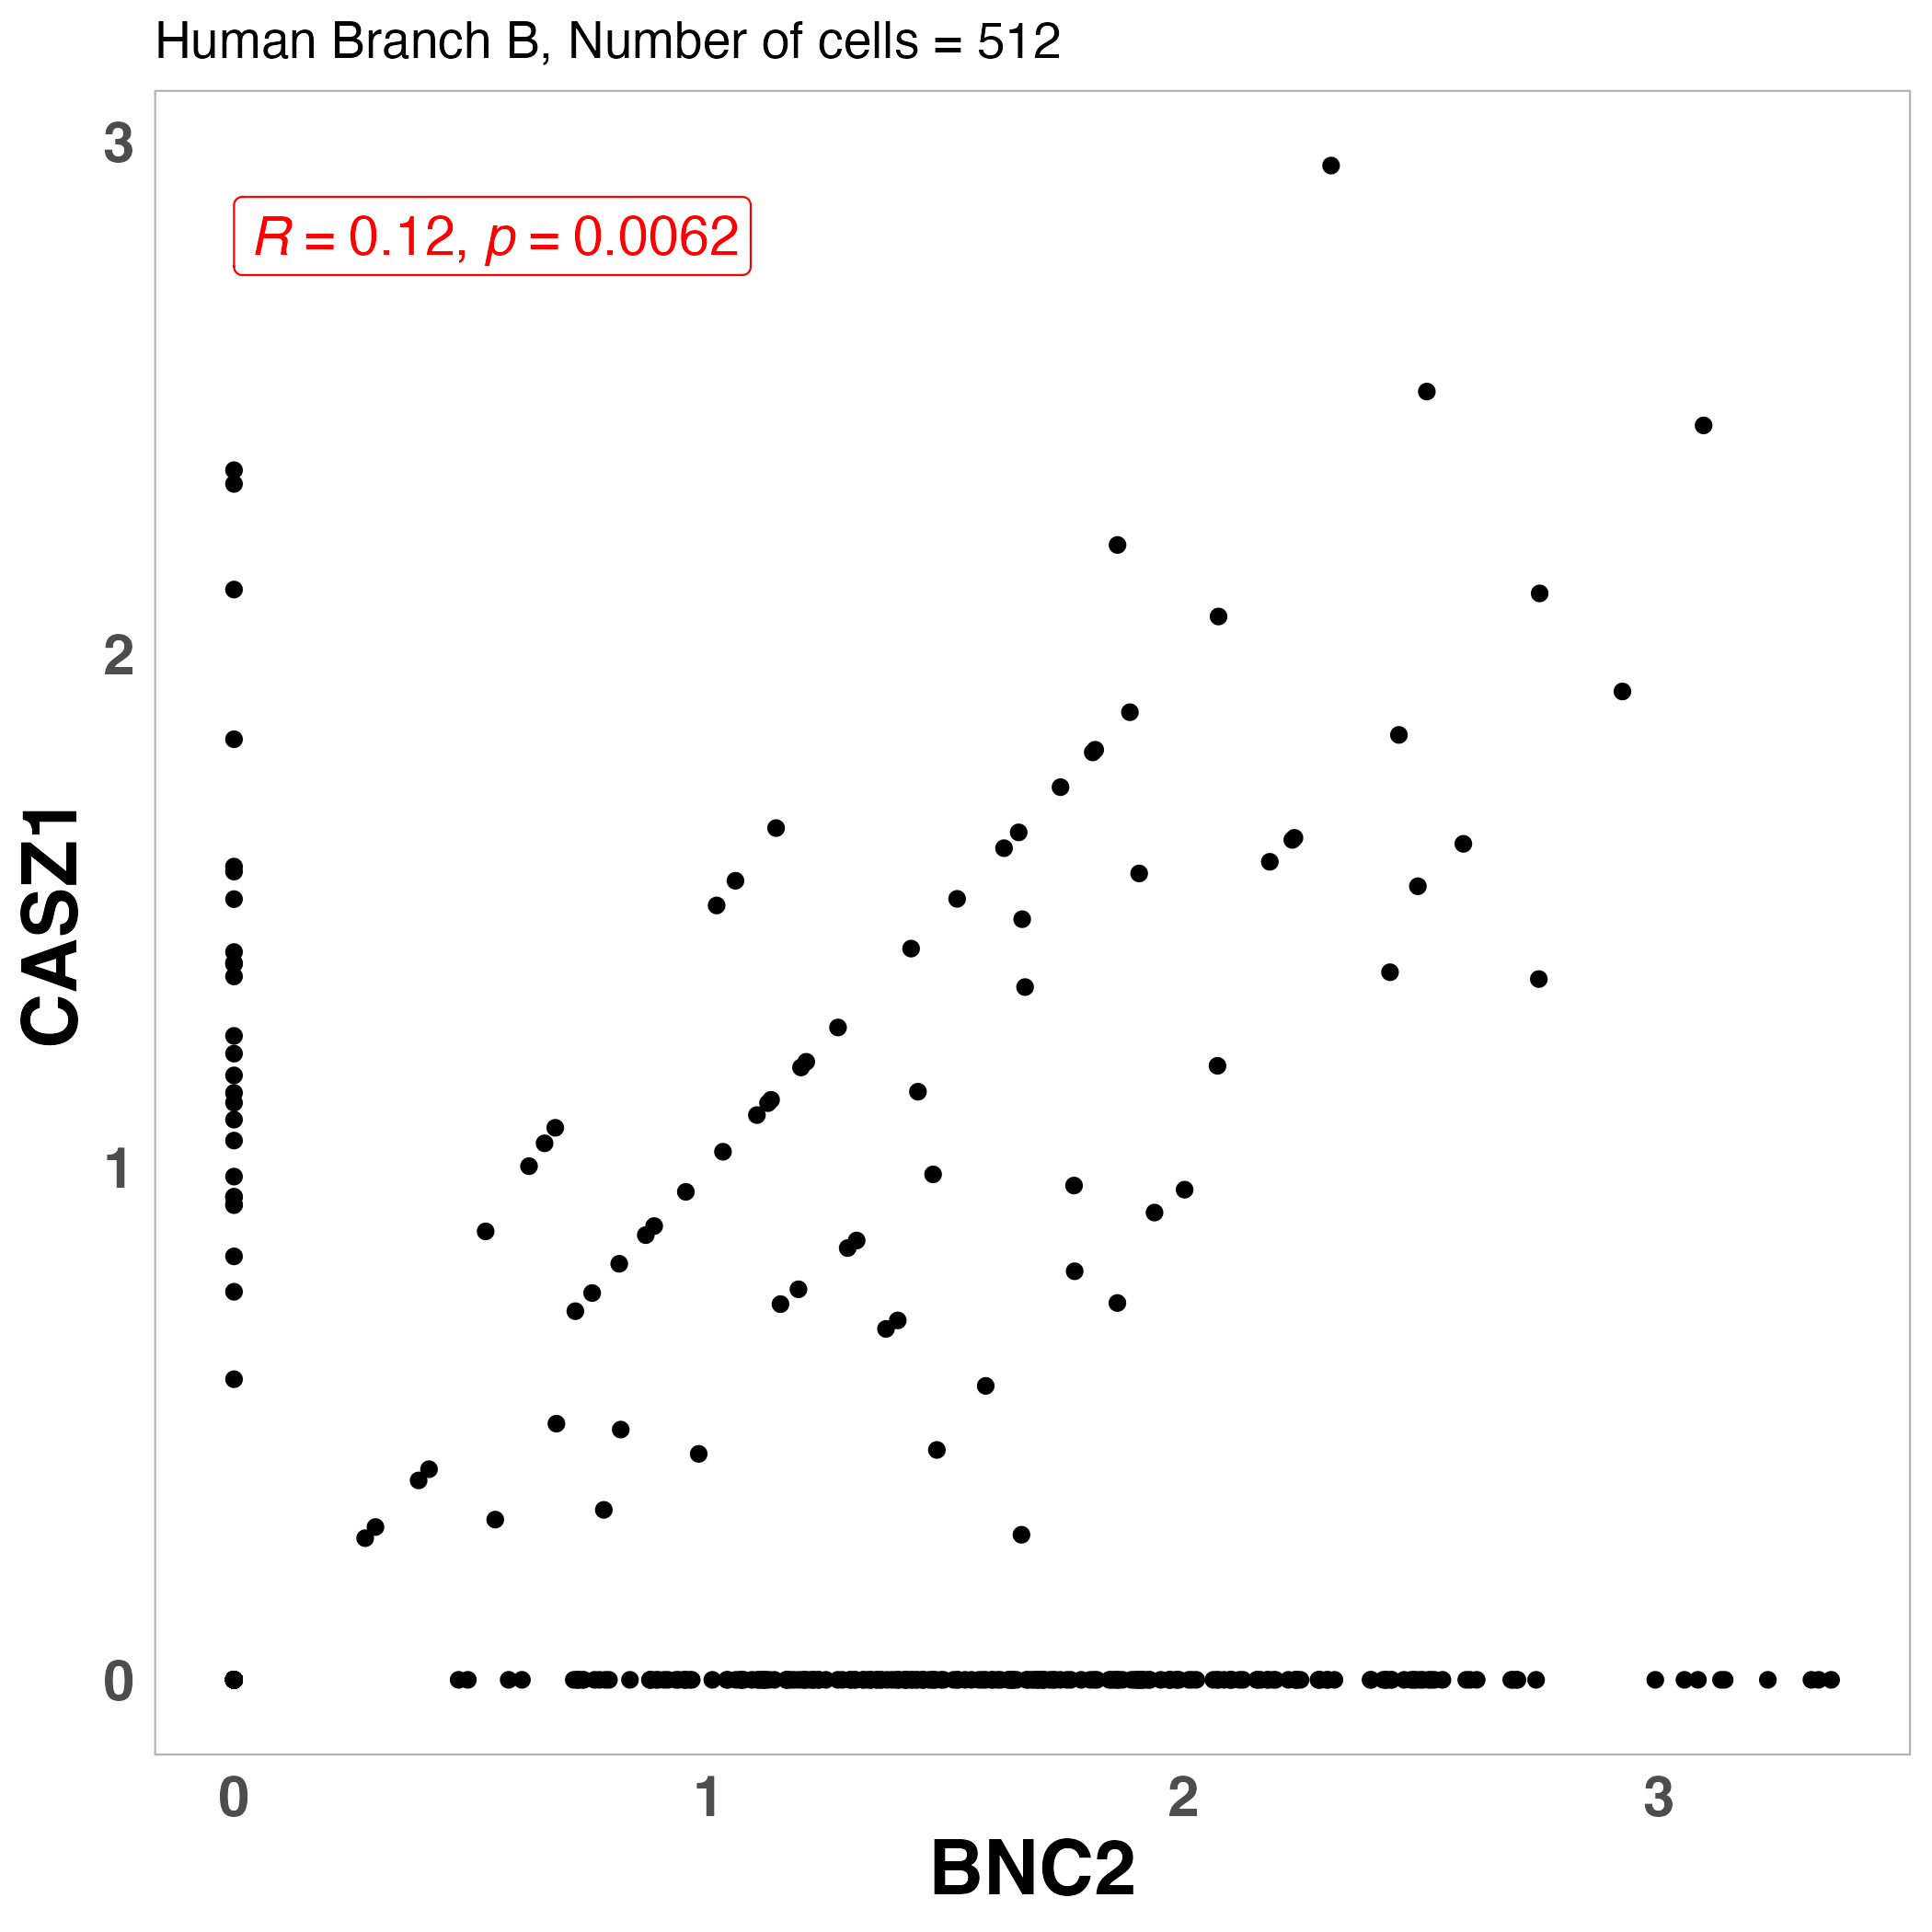 Human Branch B, Number of cells = 512
R = 0.12, p = 0.0062
3
2
1
0
CASZ1
0 1 2 3
BNC2